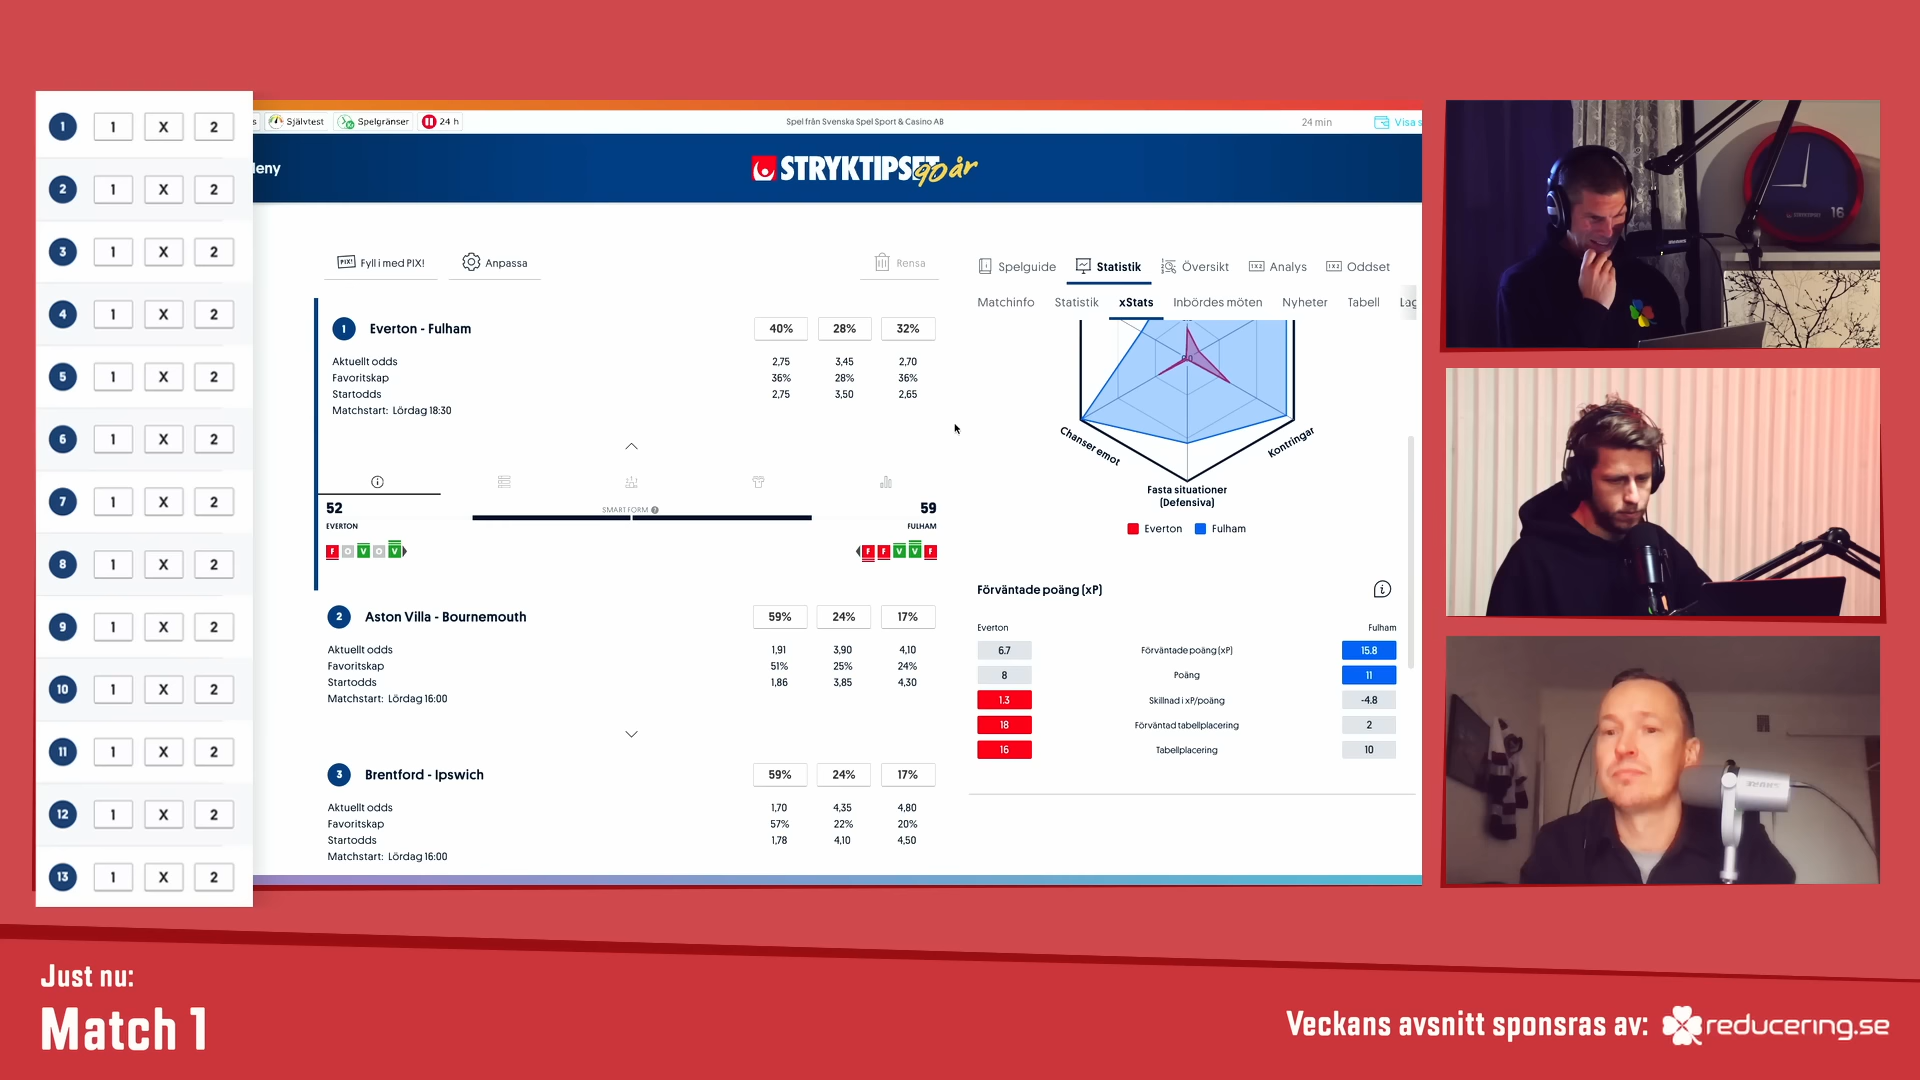 1 1 X 2
2 1 X 2
3 1 X 2
4 1 X 2
5 1 X 2
6 1 X 2
7 1 X 2
8 1 X 2
9 1 X 2
10 1 X 2
11 1 X 2
12 1 X 2
13 1 X 2
s Självtest Spelgränser 24 h
Spel från Svenska Spel Sport & Casino AB
24 min Visa s
leny
STRYKTIPSET 90 år
PIX! Fyll i med PIX! Anpassa Rensa
1 Everton - Fulham 40% 28% 32%
Aktuellt odds 2,75 3,45 2,70
Favoritskap 36% 28% 36%
Startodds 2,75 3,50 2,65
Matchstart: Lördag 18:30
52 SMART FORM ? 59
EVERTON FULHAM
F O V O V F F V V F
2 Aston Villa - Bournemouth 59% 24% 17%
Aktuellt odds 1,91 3,90 4,10
Favoritskap 51% 25% 24%
Startodds 1,86 3,85 4,30
Matchstart: Lördag 16:00
3 Brentford - Ipswich 59% 24% 17%
Aktuellt odds 1,70 4,35 4,80
Favoritskap 57% 22% 20%
Startodds 1,78 4,10 4,50
Matchstart: Lördag 16:00
Spelguide Statistik Översikt 1X2 Analys 1X2 Oddset
Matchinfo Statistik xStats Inbördes möten Nyheter Tabell Lag
0.0
Chanser emot
Kontringar
Fasta situationer
(Defensiva)
Everton Fulham
Förväntade poäng (xP)
Everton Fulham
6.7 Förväntade poäng (xP) 15.8
8 Poäng 11
1.3 Skillnad i xP/poäng -4.8
18 Förväntad tabellplacering 2
16 Tabellplacering 10
16
Just nu:
Match 1
Veckans avsnitt sponsras av: reducering.se